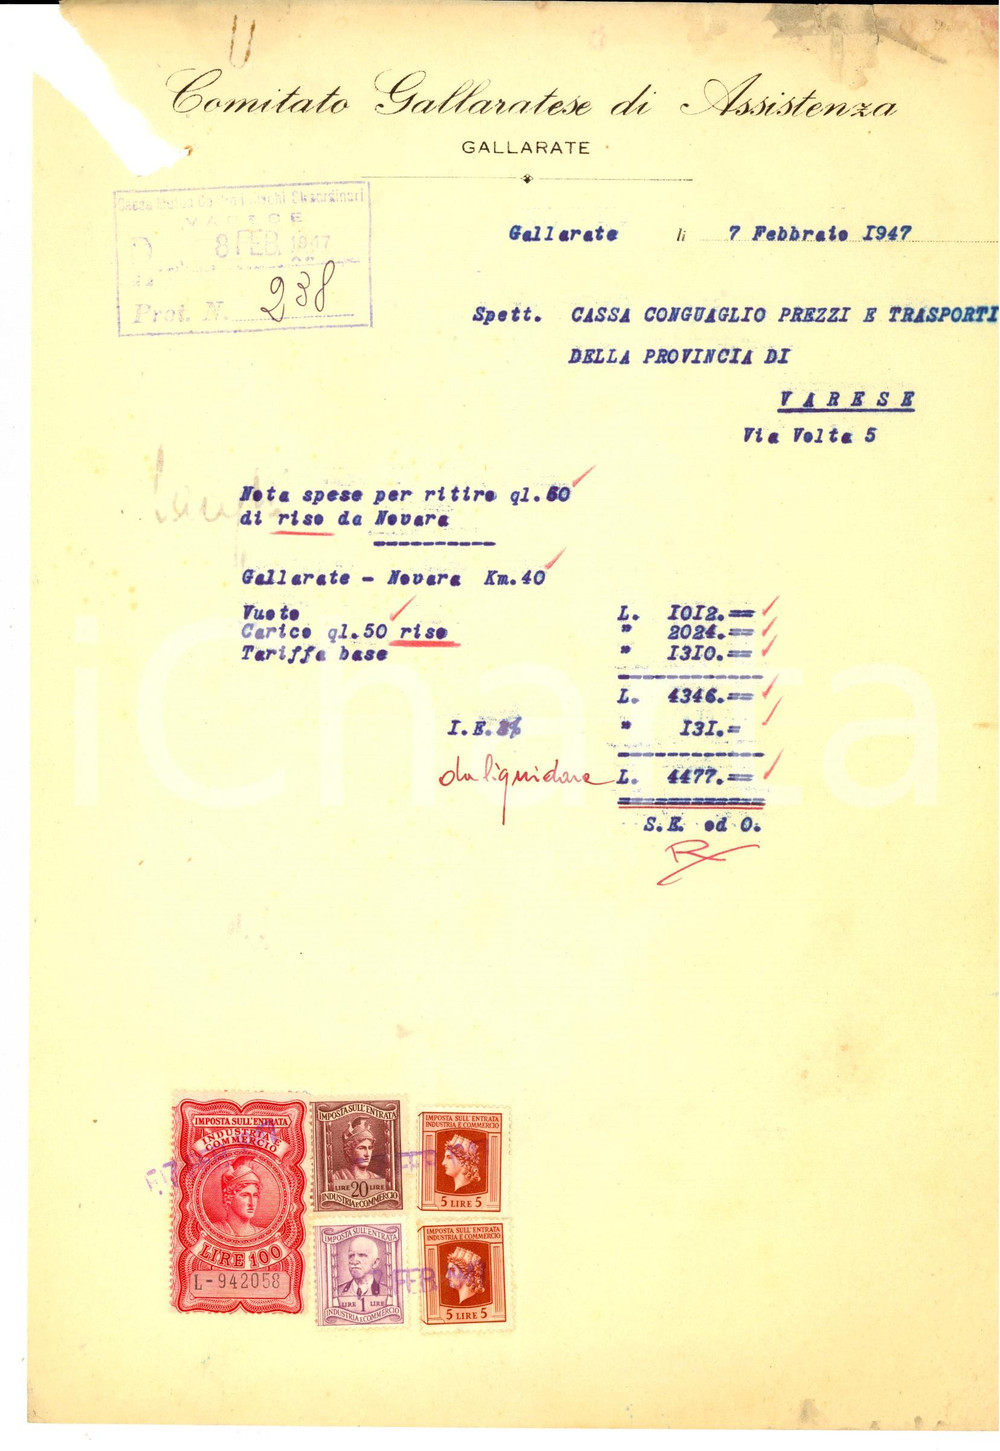 Comitato Gallaratese di Assistenza
GALLARATE
VARESE
8 FEB. 1947
Prot. N. 238
Gallarate li 7 Febbraio 1947
Spett. CASSA CONGUAGLIO PREZZI E TRASPORTI
DELLA PROVINCIA DI
VARESE
Via Volta 5
Nota spese per ritiro ql.50
di riso da Novara
Gallarate - Novara Km.40
Vuoto L. 1012.==
Carico ql.50 riso " 2024.==
Tariffa base " 1310.==
L. 4346.==
I.E. 3% " 131.=
da liquidare L. 4477.==
S.E. ed O.
iCharta
IMPOSTA SULL'ENTRATA
INDUSTRIA E
COMMERCIO
LIRE 100
L-942058
IMPOSTA SULL'ENTRATA
LIRE 20 LIRE
INDUSTRIA E COMMERCIO
IMPOSTA SULL'ENTRATA
INDUSTRIA E COMMERCIO
5 LIRE 5
IMPOSTA SULL'ENTRATA
LIRE 1 LIRE
INDUSTRIA E COMMERCIO
IMPOSTA SULL'ENTRATA
INDUSTRIA E COMMERCIO
5 LIRE 5